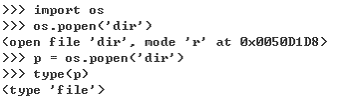 >>> import os
>>> os.popen('dir')
<open file 'dir', mode 'r' at 0x0050D1D8>
>>> p = os.popen('dir')
>>> type(p)
<type 'file'>